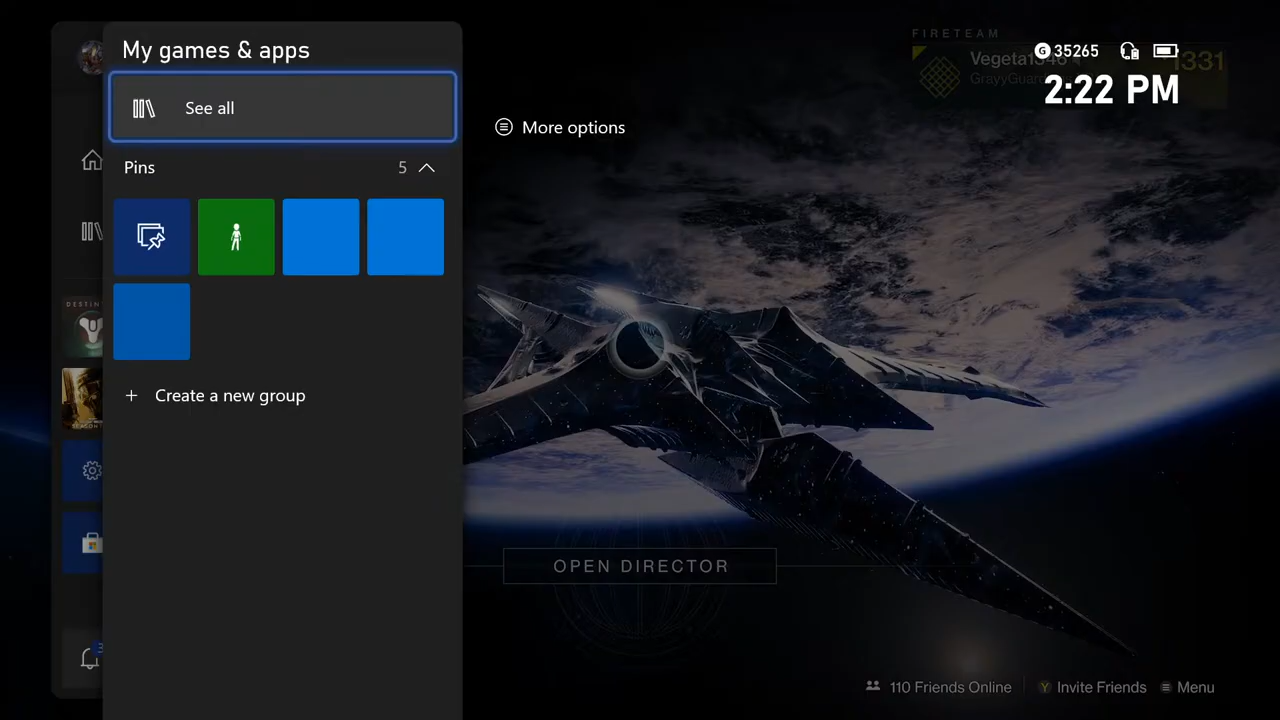 My games & apps
See all
Pins
5
+ Create a new group
More options
FIRETEAM
35265
2:22 PM
1331
OPEN DIRECTOR
110 Friends Online
Y Invite Friends
Menu